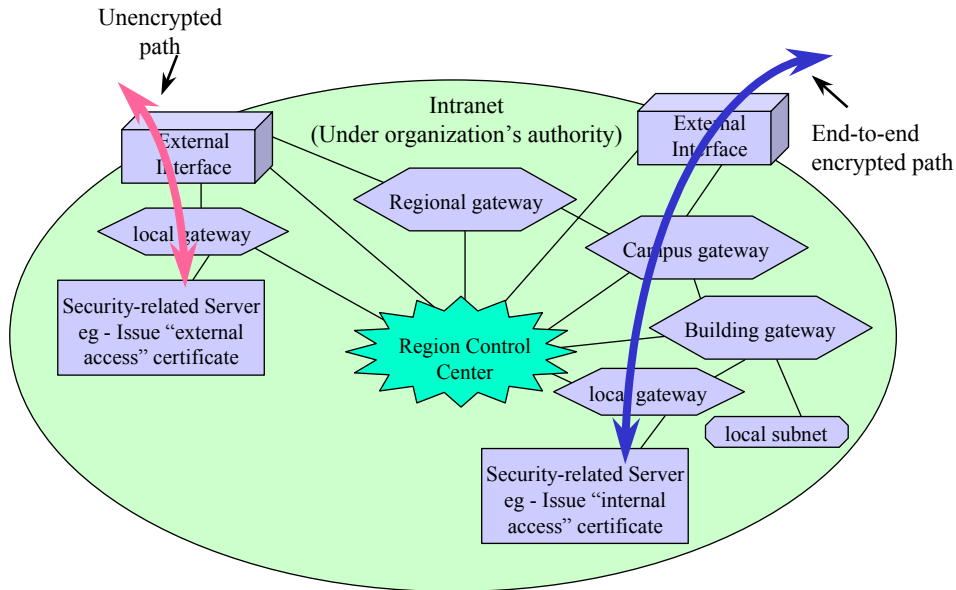 Unencrypted
path
Intranet
(Under organization's authority)
External
Interface
External
Interface
End-to-end
encrypted path
Regional gateway
local gateway
Campus gateway
Security-related Server
eg - Issue “external
access” certificate
Region Control
Center
Building gateway
local gateway
local subnet
Security-related Server
eg - Issue “internal
access” certificate